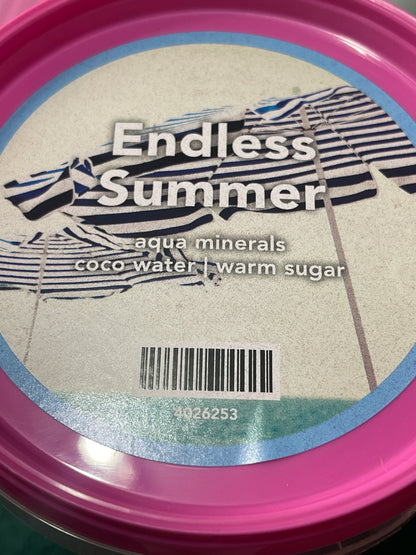 Endless
Summer
aqua minerals
coco water | warm sugar
4026253